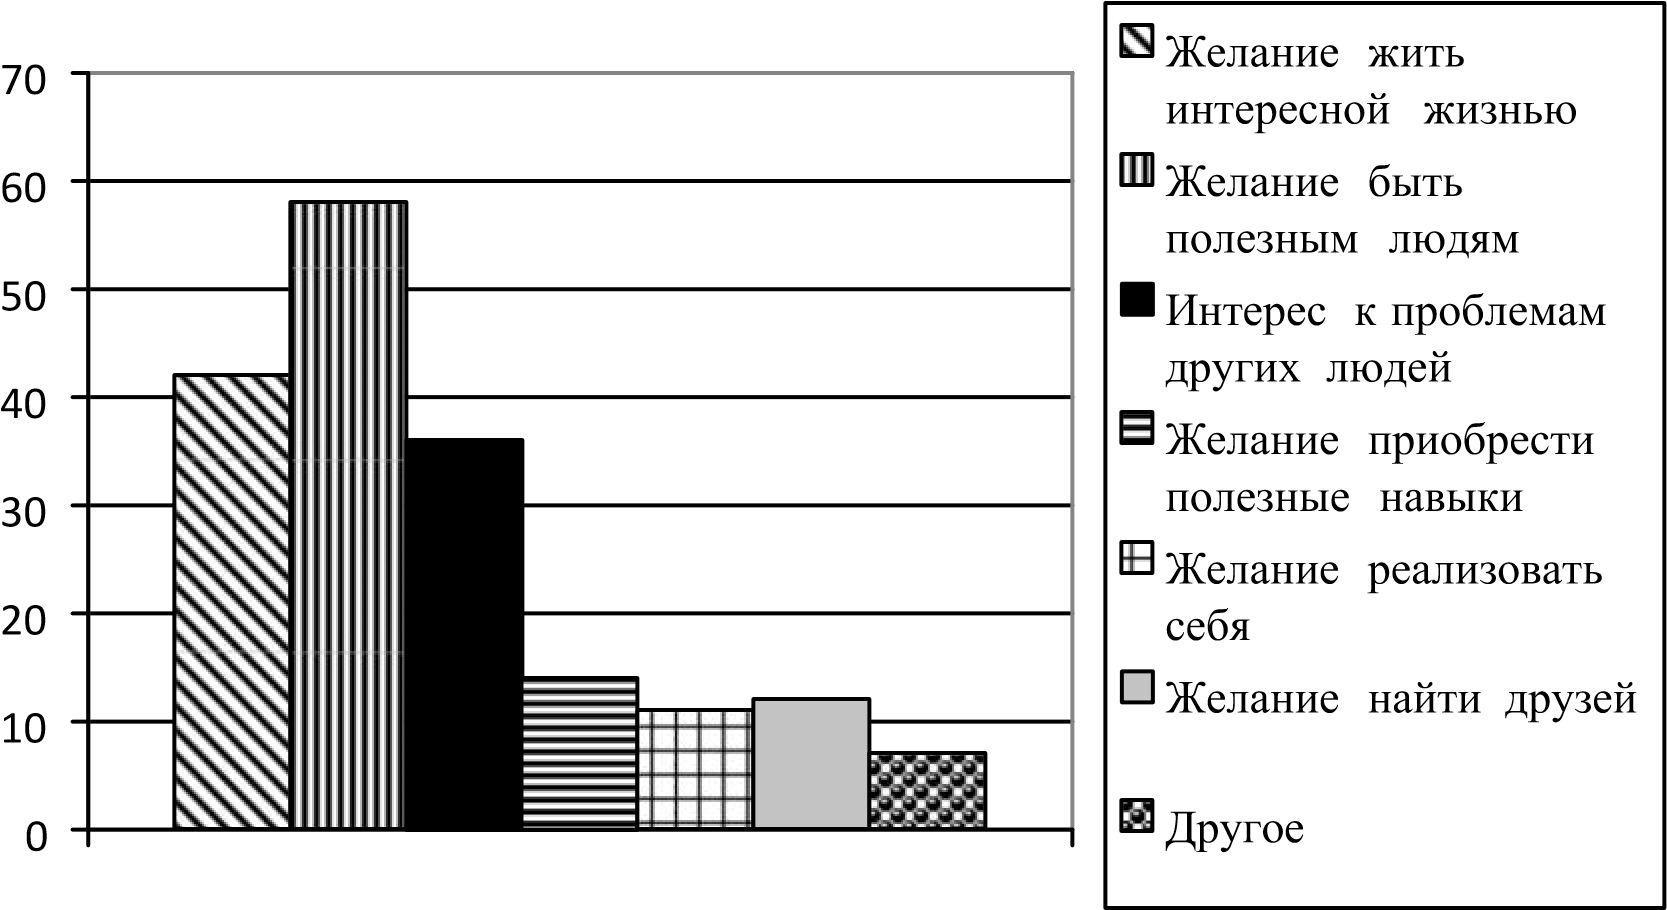 70
60
50
40
30
20
10
0
Желание жить
интересной жизнью
Желание быть
полезным людям
Интерес к проблемам
других людей
Желание приобрести
полезные навыки
Желание реализовать
себя
Желание найти друзей
Другое